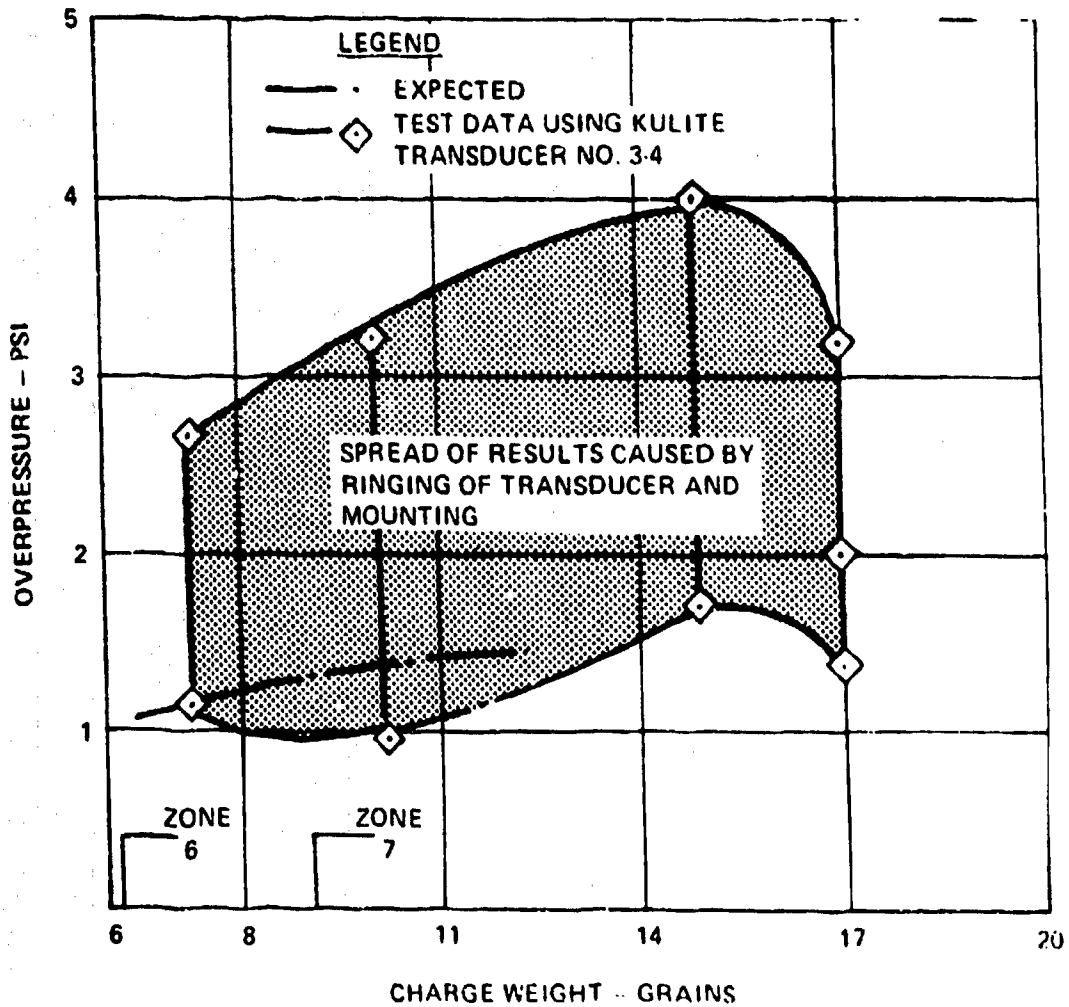 5
LEGEND
EXPECTED
TEST DATA USING KULITE
TRANSDUCER NO. 3-4
4
3
SPREAD OF RESULTS CAUSED BY
RINGING OF TRANSDUCER AND
MOUNTING
2
1
OVERPRESSURE – PSI
ZONE
6
ZONE
7
6 8 11 14 17 20
CHARGE WEIGHT - GRAINS